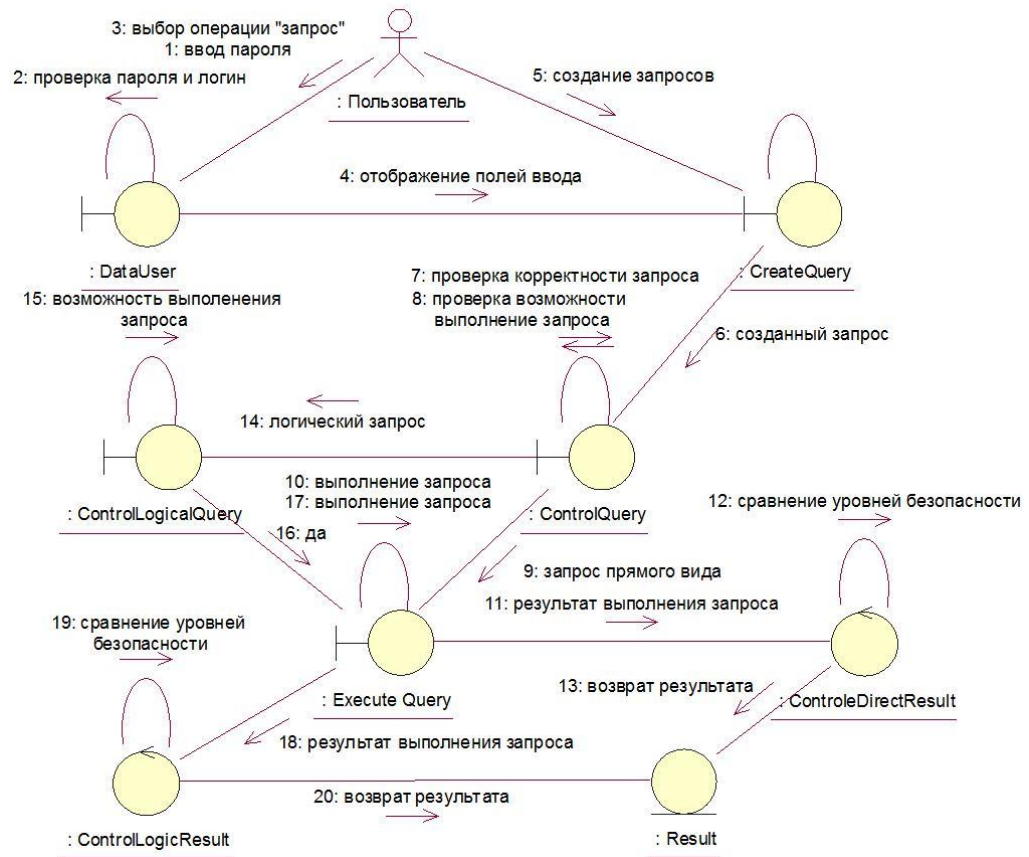 3: выбор операции "запрос"
1: ввод пароля
2: проверка пароля и логин
5: создание запросов
: Пользователь
4: отображение полей ввода
: DataUser
7: проверка корректности запроса
: CreateQuery
15: возможность выполенения
запроса
8: проверка возможности
выполнение запроса
6: созданный запрос
14: логический запрос
10: выполнение запроса
17: выполнение запроса
12: сравнение уровней безопасности
: ControlLogicalQuery
: ControlQuery
16: да
9: запрос прямого вида
11: результат выполнения запроса
19: сравнение уровней
безопасности
13: возврат результата
: Execute Query
: ControleDirectResult
18: результат выполнения запроса
20: возврат результата
: ControlLogicResult
: Result